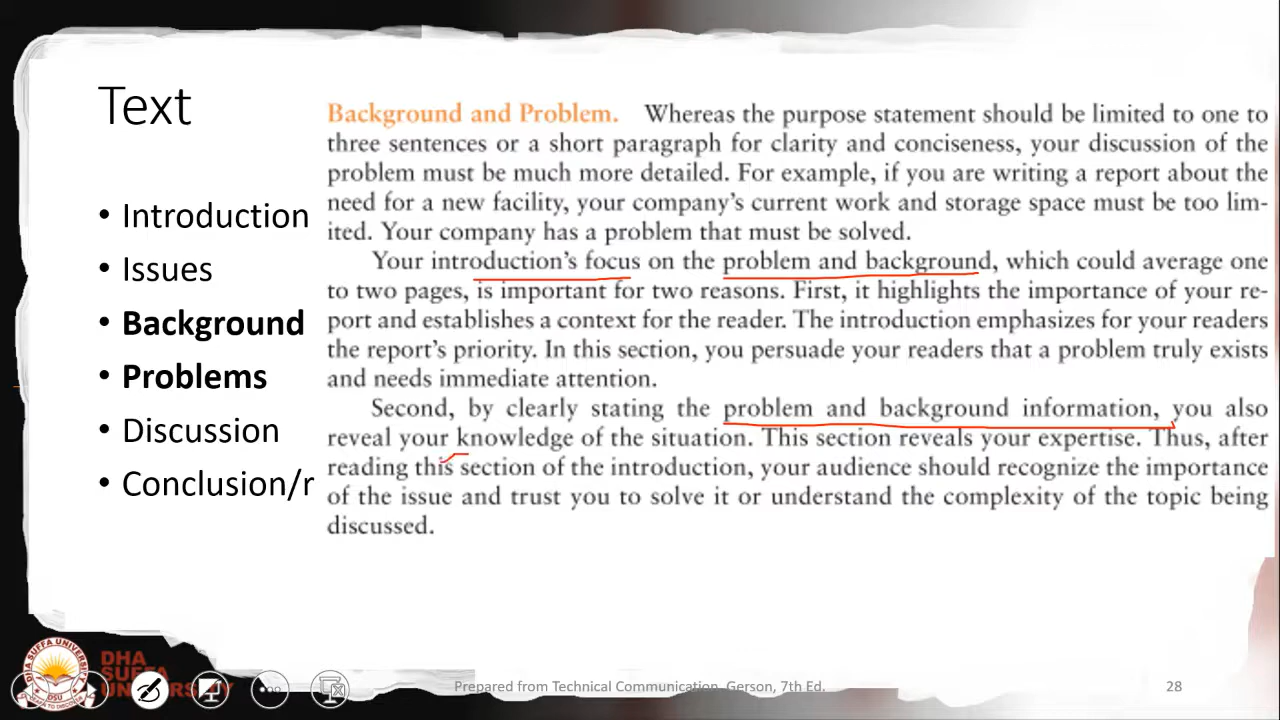 Text
• Introduction
• Issues
• Background
• Problems
• Discussion
• Conclusion/r
Background and Problem. Whereas the purpose statement should be limited to one to
three sentences or a short paragraph for clarity and conciseness, your discussion of the
problem must be much more detailed. For example, if you are writing a report about the
need for a new facility, your company's current work and storage space must be too lim-
ited. Your company has a problem that must be solved.
Your introduction's focus on the problem and background, which could average one
to two pages, is important for two reasons. First, it highlights the importance of your re-
port and establishes a context for the reader. The introduction emphasizes for your readers
the report's priority. In this section, you persuade your readers that a problem truly exists
and needs immediate attention.
Second, by clearly stating the problem and background information, you also
reveal your knowledge of the situation. This section reveals your expertise. Thus, after
reading this section of the introduction, your audience should recognize the importance
of the issue and trust you to solve it or understand the complexity of the topic being
discussed.
DHA SUFFA UNIVERSITY
DSU
DHA
SUFFA
UNIVERSITY
Prepared from Technical Communication, Gerson, 7th Ed.
28